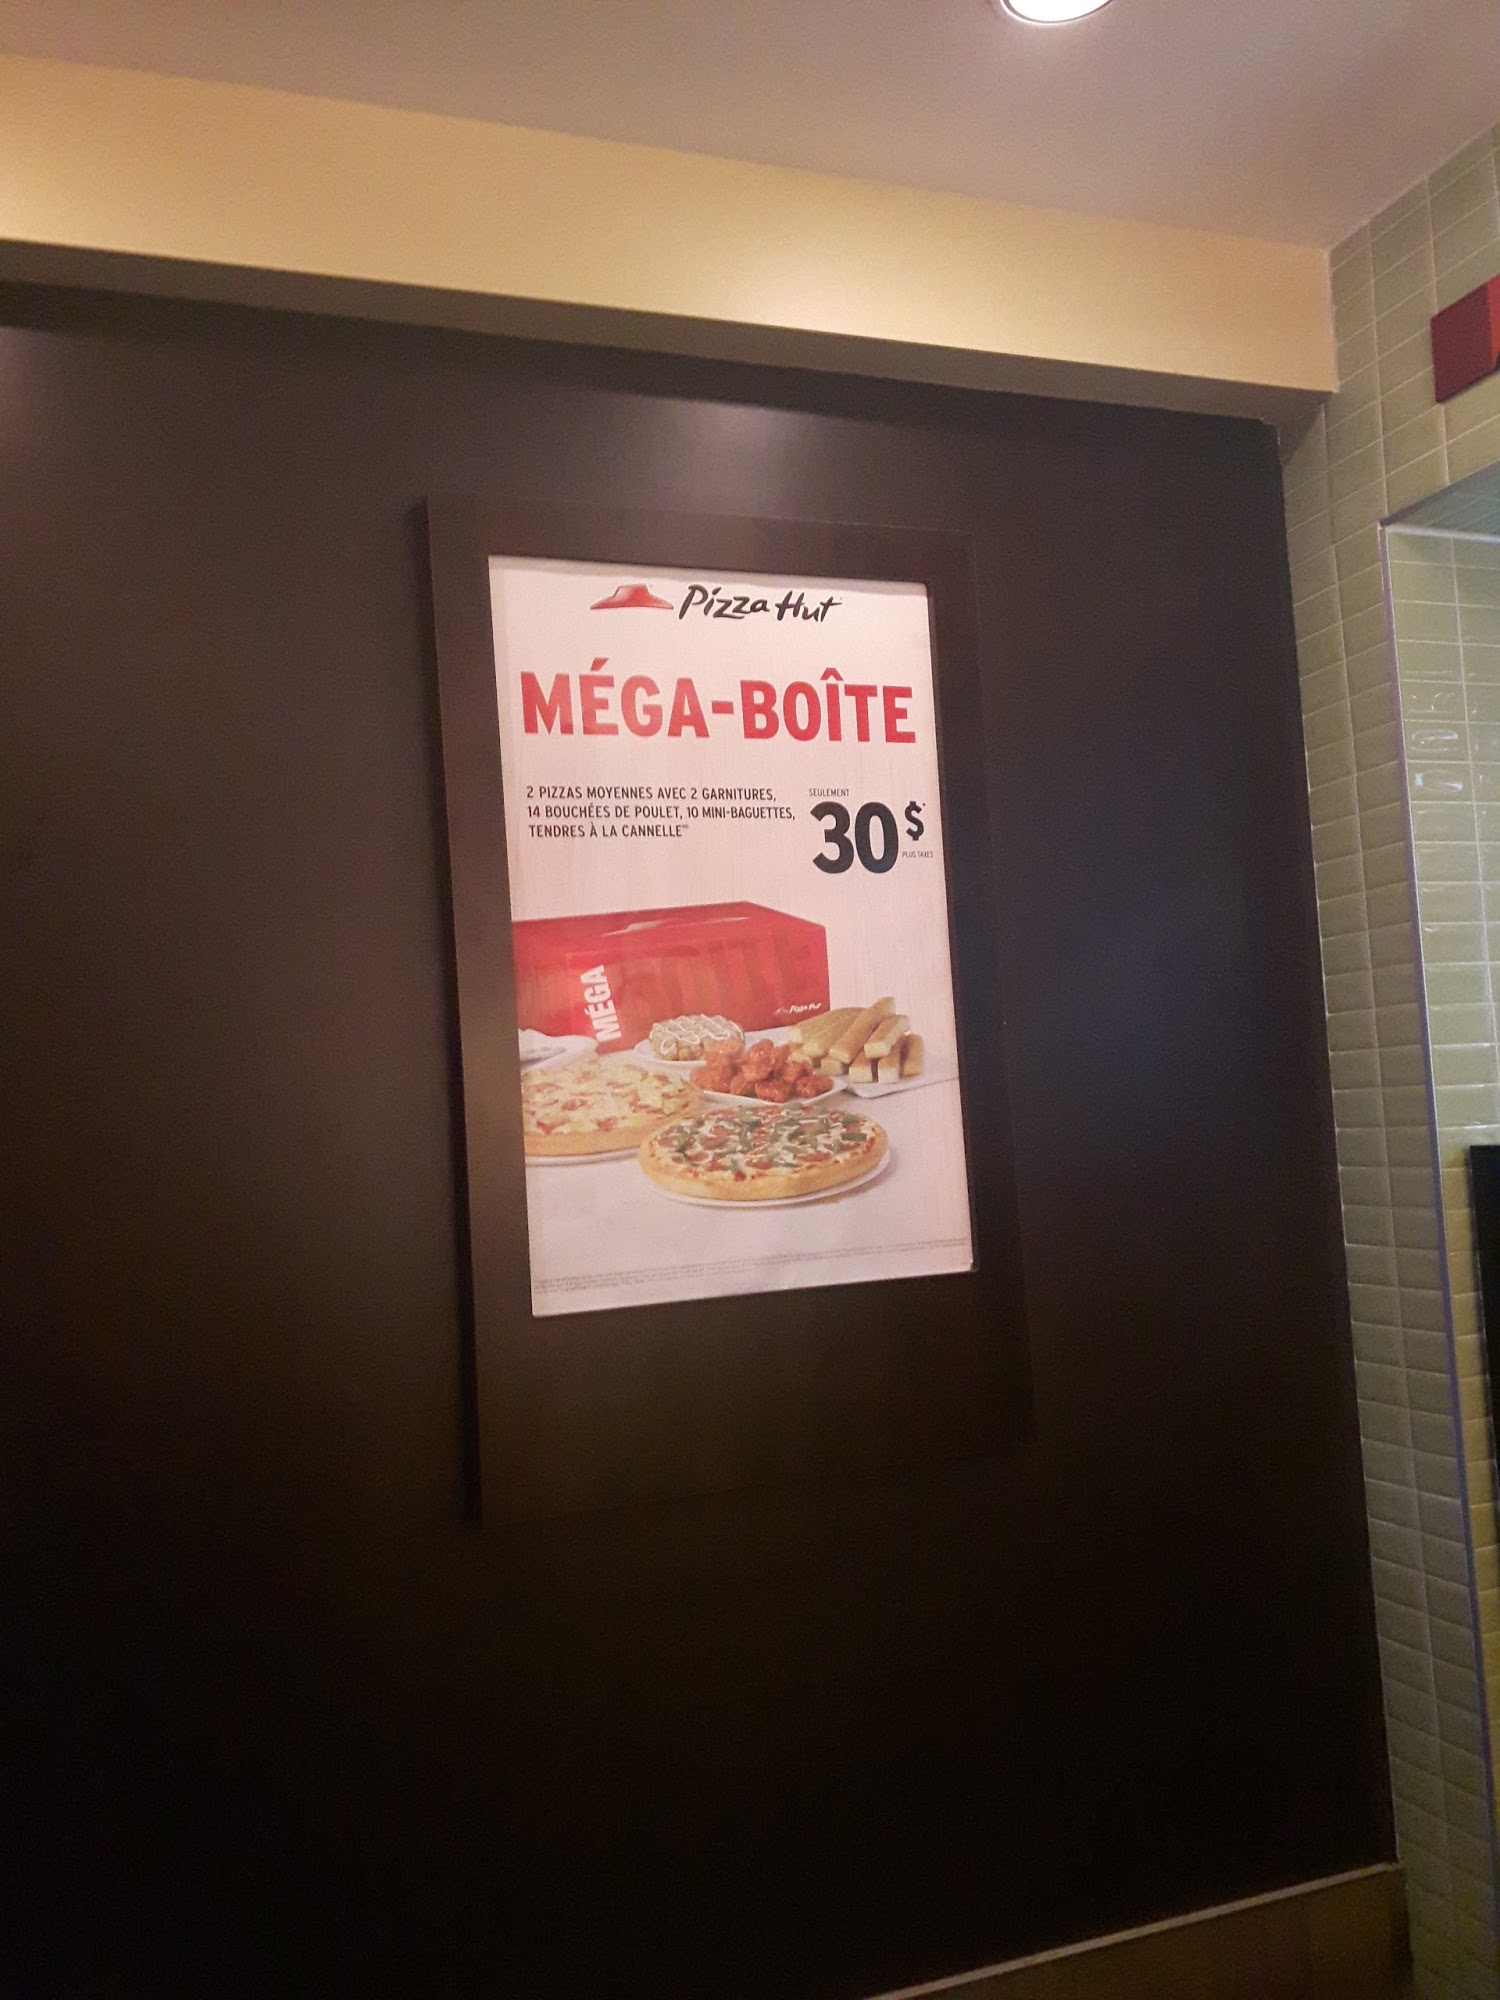 Pizza Hut
MÉGA-BOÎTE
2 PIZZAS MOYENNES AVEC 2 GARNITURES,
14 BOUCHÉES DE POULET, 10 MINI-BAGUETTES,
TENDRES À LA CANNELLE
SEULEMENT
30$*
PLUS TAXES
MÉGA
BOITE
Pizza Hut